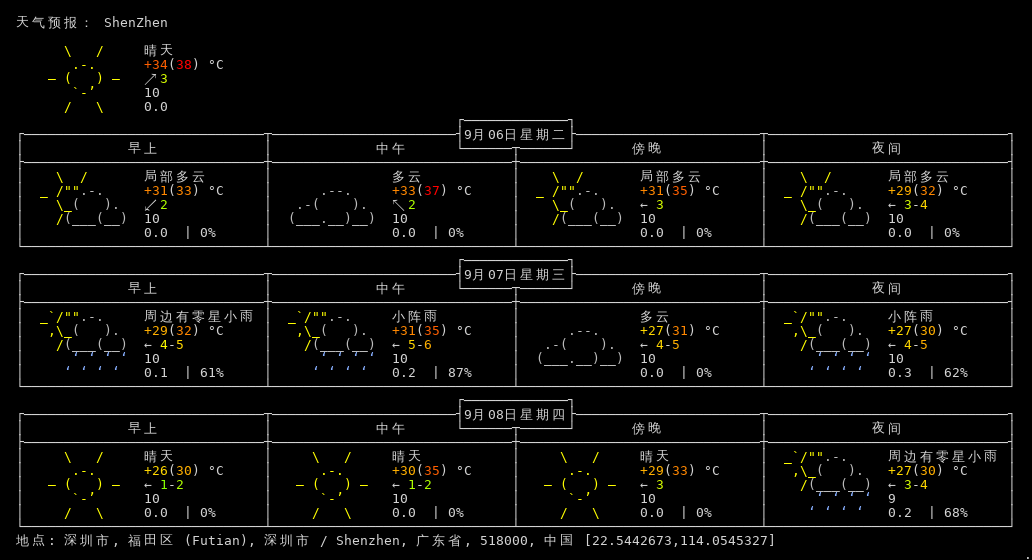 天气预报： ShenZhen
晴天
+34(38) °C
↗3
10
0.0
9月06日星期二
早上 中午 傍晚 夜间
局部多云 多云 局部多云 局部多云
+31(33) °C +33(37) °C +31(35) °C +29(32) °C
↙2 ↖2 ← 3 ← 3-4
10 10 10 10
0.0 | 0% 0.0 | 0% 0.0 | 0% 0.0 | 0%
9月07日星期三
早上 中午 傍晚 夜间
周边有零星小雨 小阵雨 多云 小阵雨
+29(32) °C +31(35) °C +27(31) °C +27(30) °C
← 4-5 ← 5-6 ← 4-5 ← 4-5
10 10 10 10
0.1 | 61% 0.2 | 87% 0.0 | 0% 0.3 | 62%
9月08日星期四
早上 中午 傍晚 夜间
晴天 晴天 晴天 周边有零星小雨
+26(30) °C +30(35) °C +29(33) °C +27(30) °C
← 1-2 ← 1-2 ← 3 ← 3-4
10 10 10 9
0.0 | 0% 0.0 | 0% 0.0 | 0% 0.2 | 68%
地点: 深圳市, 福田区 (Futian), 深圳市 / Shenzhen, 广东省, 518000, 中国 [22.5442673,114.0545327]